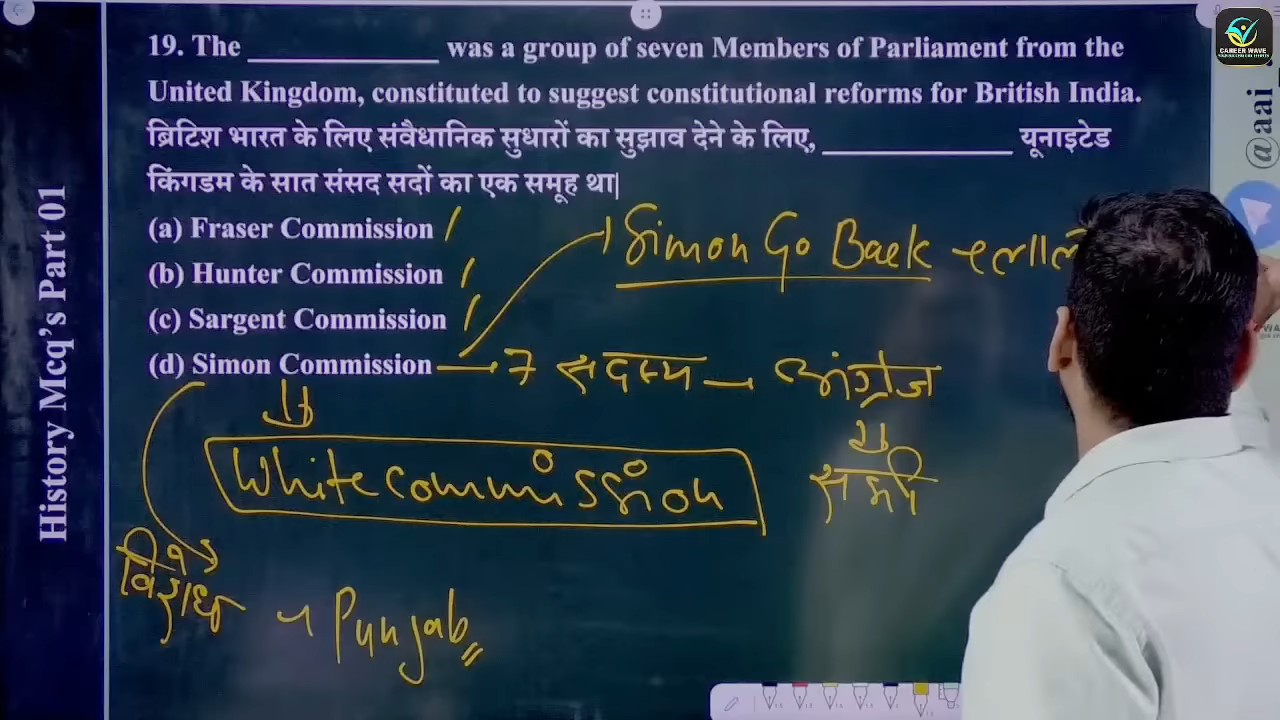 19. The ____________ was a group of seven Members of Parliament from the
United Kingdom, constituted to suggest constitutional reforms for British India.
ब्रिटिश भारत के लिए संवैधानिक सुधारों का सुझाव देने के लिए, ____________ यूनाइटेड
किंगडम के सात संसद सदों का एक समूह था|
(a) Fraser Commission
(b) Hunter Commission
(c) Sargent Commission
(d) Simon Commission
Simon Go Back
7 सदस्य → अंग्रेज
सभी
White commission
विरोध → Punjab
History Mcq's Part 01
CAREER WAVE
@aai